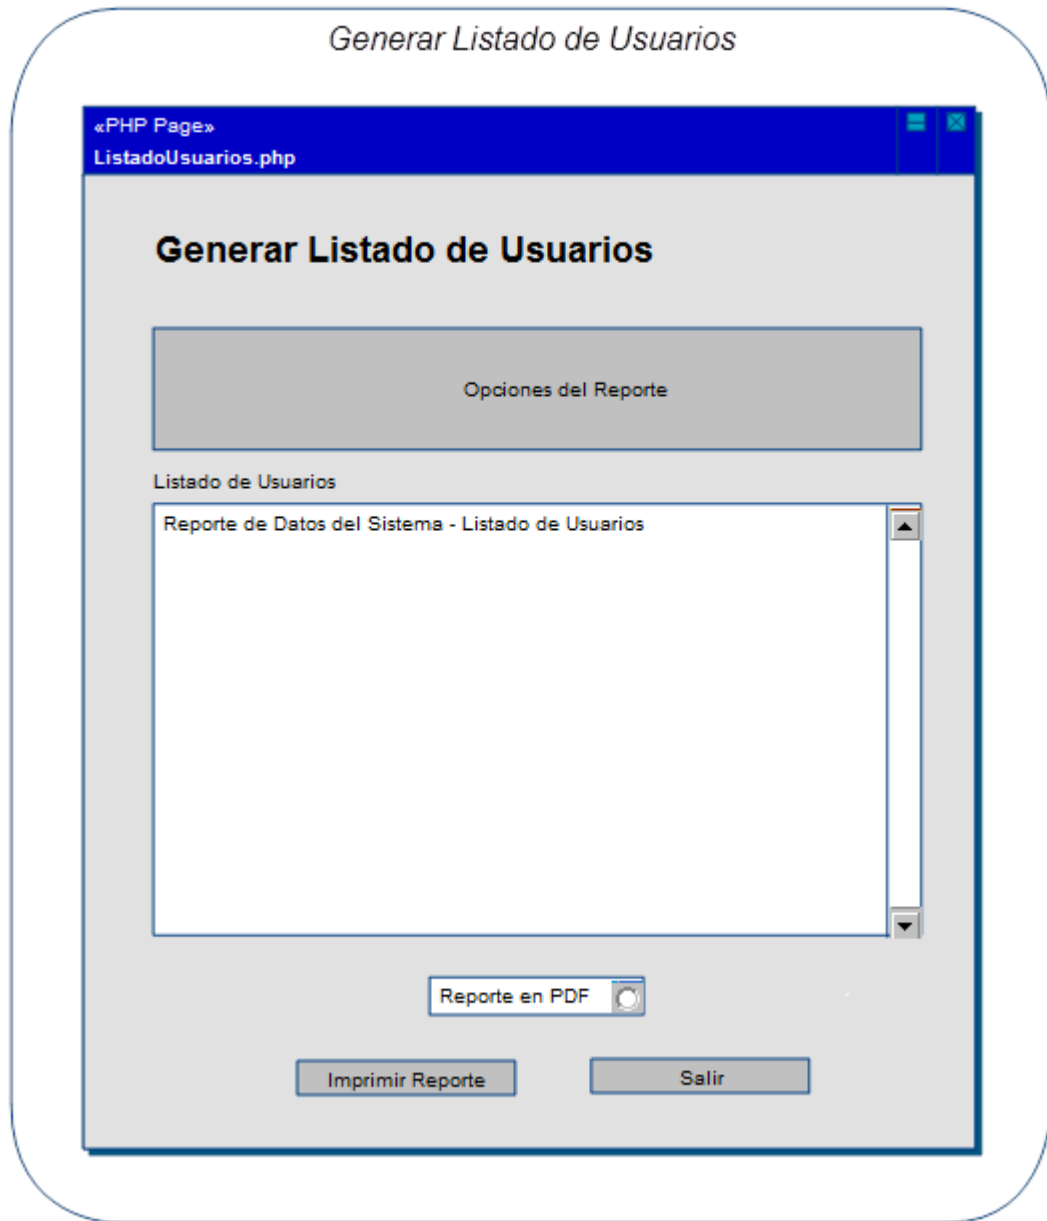 Generar Listado de Usuarios
«PHP Page»
ListadoUsuarios.php
Generar Listado de Usuarios
Opciones del Reporte
Listado de Usuarios
Reporte de Datos del Sistema - Listado de Usuarios
Reporte en PDF
Imprimir Reporte
Salir